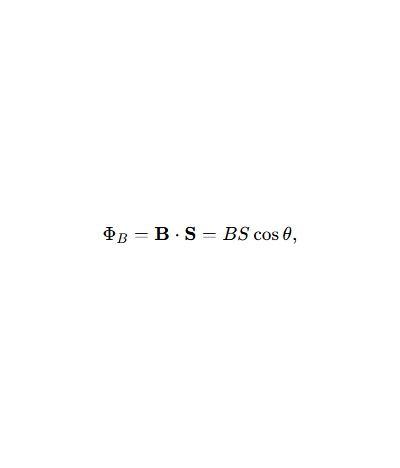 Φ_B = **B** · **S** = BS cos θ,